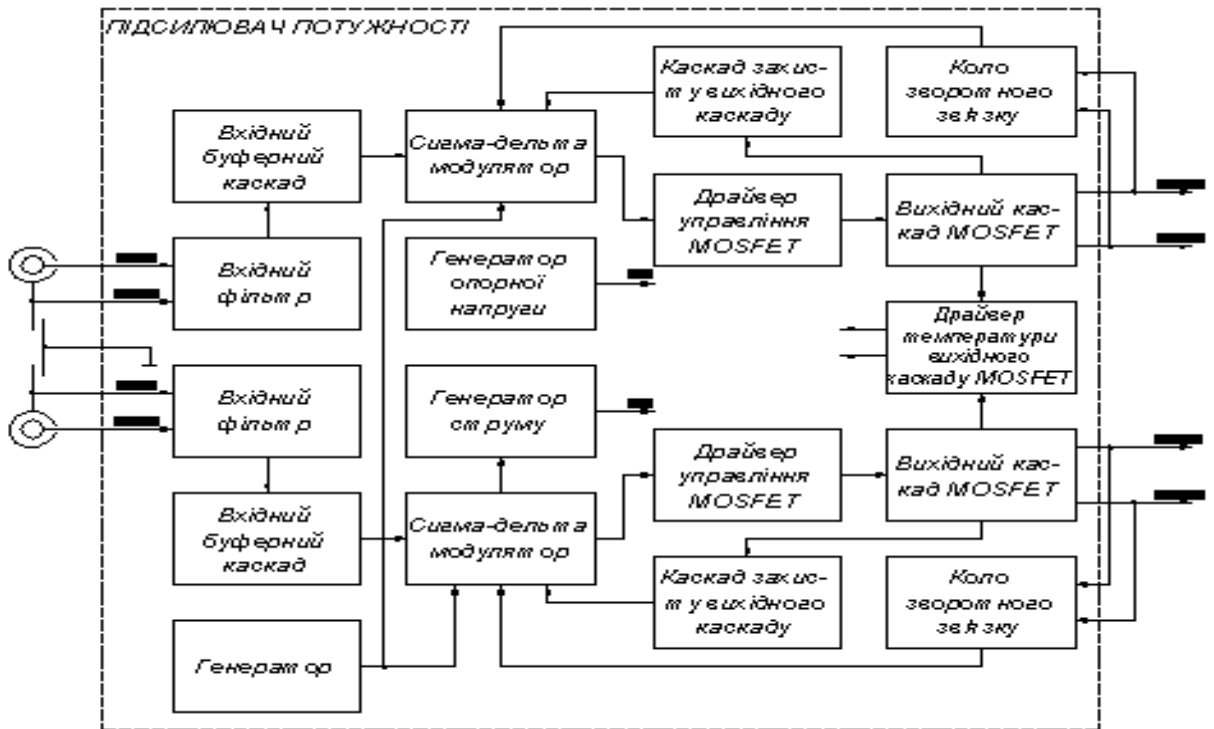 ПІДСИЛЮВАЧ ПОТУЖНОСТІ
Каскад захис-
ту вихідного
каскаду
Коло
зворотного
зв'язку
Вхідний
буферний
каскад
Сигма-дельта
модулятор
Драйвер
управління
MOSFET
Вихідний кас-
кад MOSFET
Вхідний
фільтр
Генератор
опорної
напруги
Драйвер
температури
вихідного
каскаду MOSFET
Вхідний
фільтр
Генератор
струму
Драйвер
управління
MOSFET
Вихідний кас-
кад MOSFET
Вхідний
буферний
каскад
Сигма-дельта
модулятор
Каскад захис-
ту вихідного
каскаду
Коло
зворотного
зв'язку
Генератор